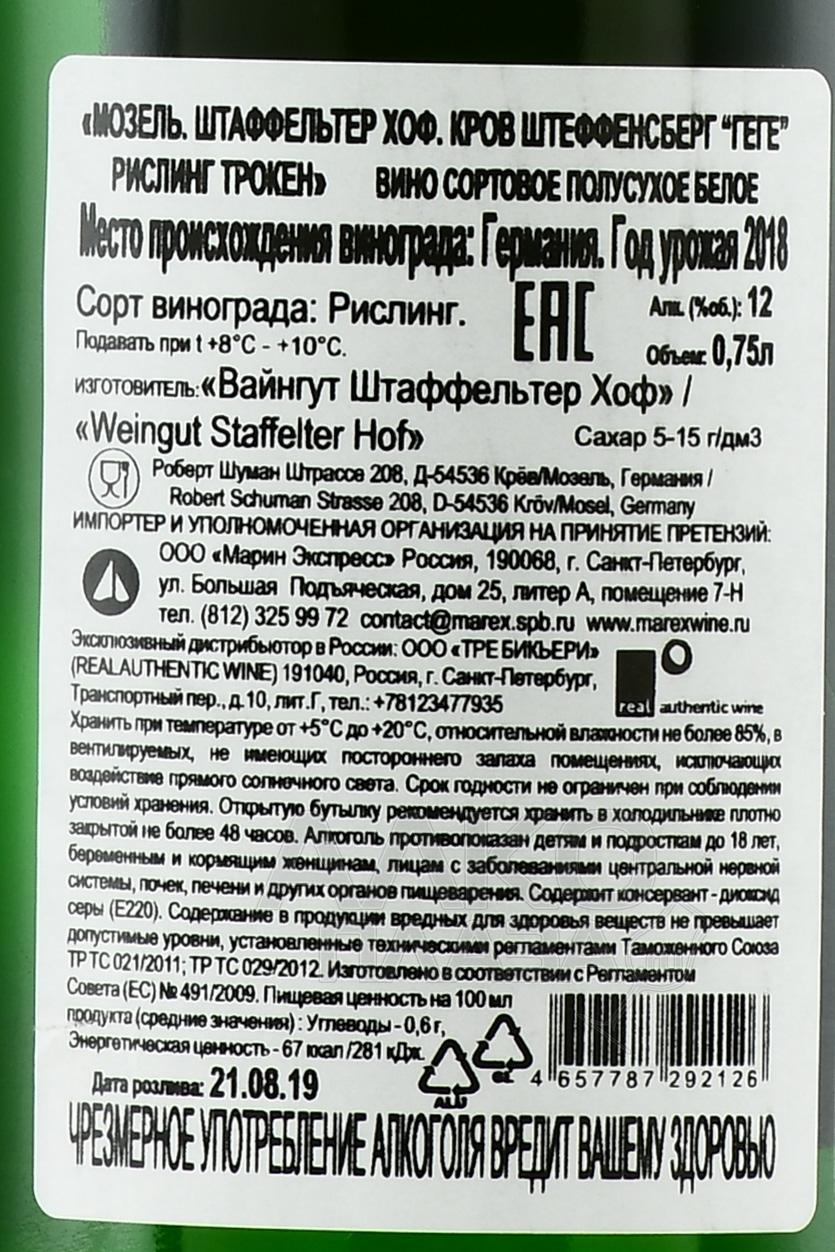 «МОЗЕЛЬ. ШТАФФЕЛЬТЕР ХОФ. КРОВ ШТЕФФЕНСБЕРГ “ГЕГЕ”
РИСЛИНГ ТРОКЕН» ВИНО СОРТОВОЕ ПОЛУСУХОЕ БЕЛОЕ
Место происхождения винограда: Германия. Год урожая 2018
Сорт винограда: Рислинг. EAC Алк. (%об.): 12
Подавать при t +8°C - +10°C. Объем: 0,75л
ИЗГОТОВИТЕЛЬ: «Вайнгут Штаффельтер Хоф» /
«Weingut Staffelter Hof» Сахар 5-15 г/дм3
Роберт Шуман Штрассе 208, Д-54536 Крёв/Мозель, Германия /
Robert Schuman Strasse 208, D-54536 Kröv/Mosel, Germany
ИМПОРТЕР И УПОЛНОМОЧЕННАЯ ОРГАНИЗАЦИЯ НА ПРИНЯТИЕ ПРЕТЕНЗИЙ:
ООО «Марин Экспресс» Россия, 190068, г. Санкт-Петербург,
ул. Большая Подъяческая, дом 25, литер А, помещение 7-Н
тел. (812) 325 99 72 contact@marex.spb.ru www.marexwine.ru
Эксклюзивный дистрибьютор в России: ООО «ТРЕ БИКЬЕРИ»
(REALAUTHENTIC WINE) 191040, Россия, г. Санкт-Петербург,
Транспортный пер., д.10, лит.Г, тел.: +78123477935
real authentic wine
Хранить при температуре от +5°C до +20°C, относительной влажности не более 85%, в
вентилируемых, не имеющих постороннего запаха помещениях, исключающих
воздействие прямого солнечного света. Срок годности не ограничен при соблюдении
условий хранения. Открытую бутылку рекомендуется хранить в холодильнике плотно
закрытой не более 48 часов. Алкоголь противопоказан детям и подросткам до 18 лет,
беременным и кормящим женщинам, лицам с заболеваниями центральной нервной
системы, почек, печени и других органов пищеварения. Содержит консервант - диоксид
серы (Е220). Содержание в продукции вредных для здоровья веществ не превышает
допустимые уровни, установленные техническими регламентами Таможенного Союза
ТР ТС 021/2011; ТР ТС 029/2012. Изготовлено в соответствии с Регламентом
Совета (ЕС) № 491/2009. Пищевая ценность на 100 мл
продукта (средние значения) : Углеводы - 0,6 г,
Энергетическая ценность - 67 ккал /281 кДж.
ALU
GL
4 657787 292126
Дата розлива: 21.08.19
ЧРЕЗМЕРНОЕ УПОТРЕБЛЕНИЕ АЛКОГОЛЯ ВРЕДИТ ВАШЕМУ ЗДОРОВЬЮ